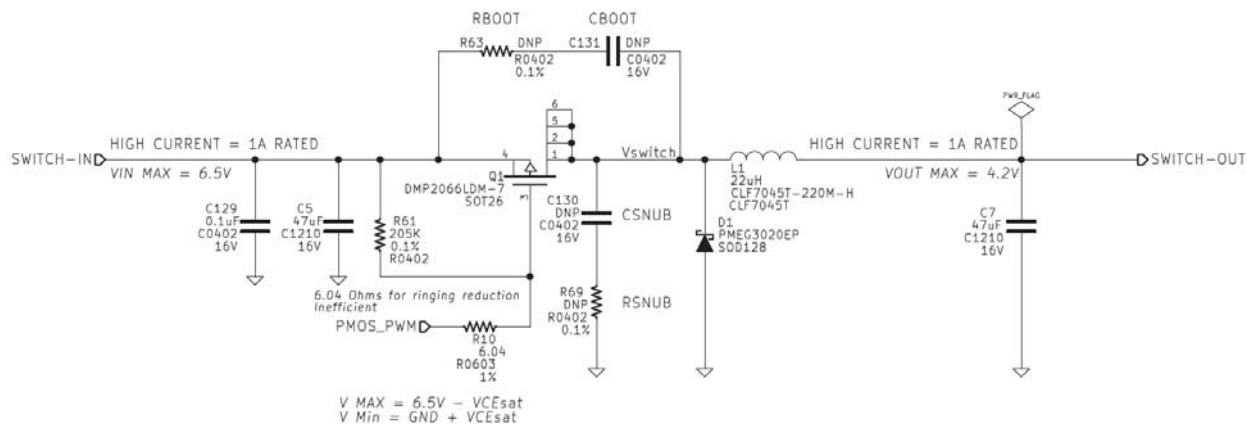 RBOOT
CBOOT
R63
DNP
R0402
0.1%
C131
DNP
C0402
16V
PWR_FLAG
SWITCH-IN
HIGH CURRENT = 1A RATED
VIN MAX = 6.5V
4
6
5
2
1
3
Q1
DMP2066LDM-7
SOT26
Vswitch
HIGH CURRENT = 1A RATED
VOUT MAX = 4.2V
SWITCH-OUT
L1
22uH
CLF7045T-220M-H
CLF7045T
C129
0.1uF
C0402
16V
C5
47uF
C1210
16V
R61
205K
0.1%
R0402
C130
DNP
C0402
16V
CSNUB
D1
PMEG3020EP
SOD128
C7
47uF
C1210
16V
6.04 Ohms for ringing reduction
Inefficient
R69
DNP
R0402
0.1%
RSNUB
PMOS_PWM
R10
6.04
R0603
1%
V MAX = 6.5V - VCEsat
V Min = GND + VCEsat